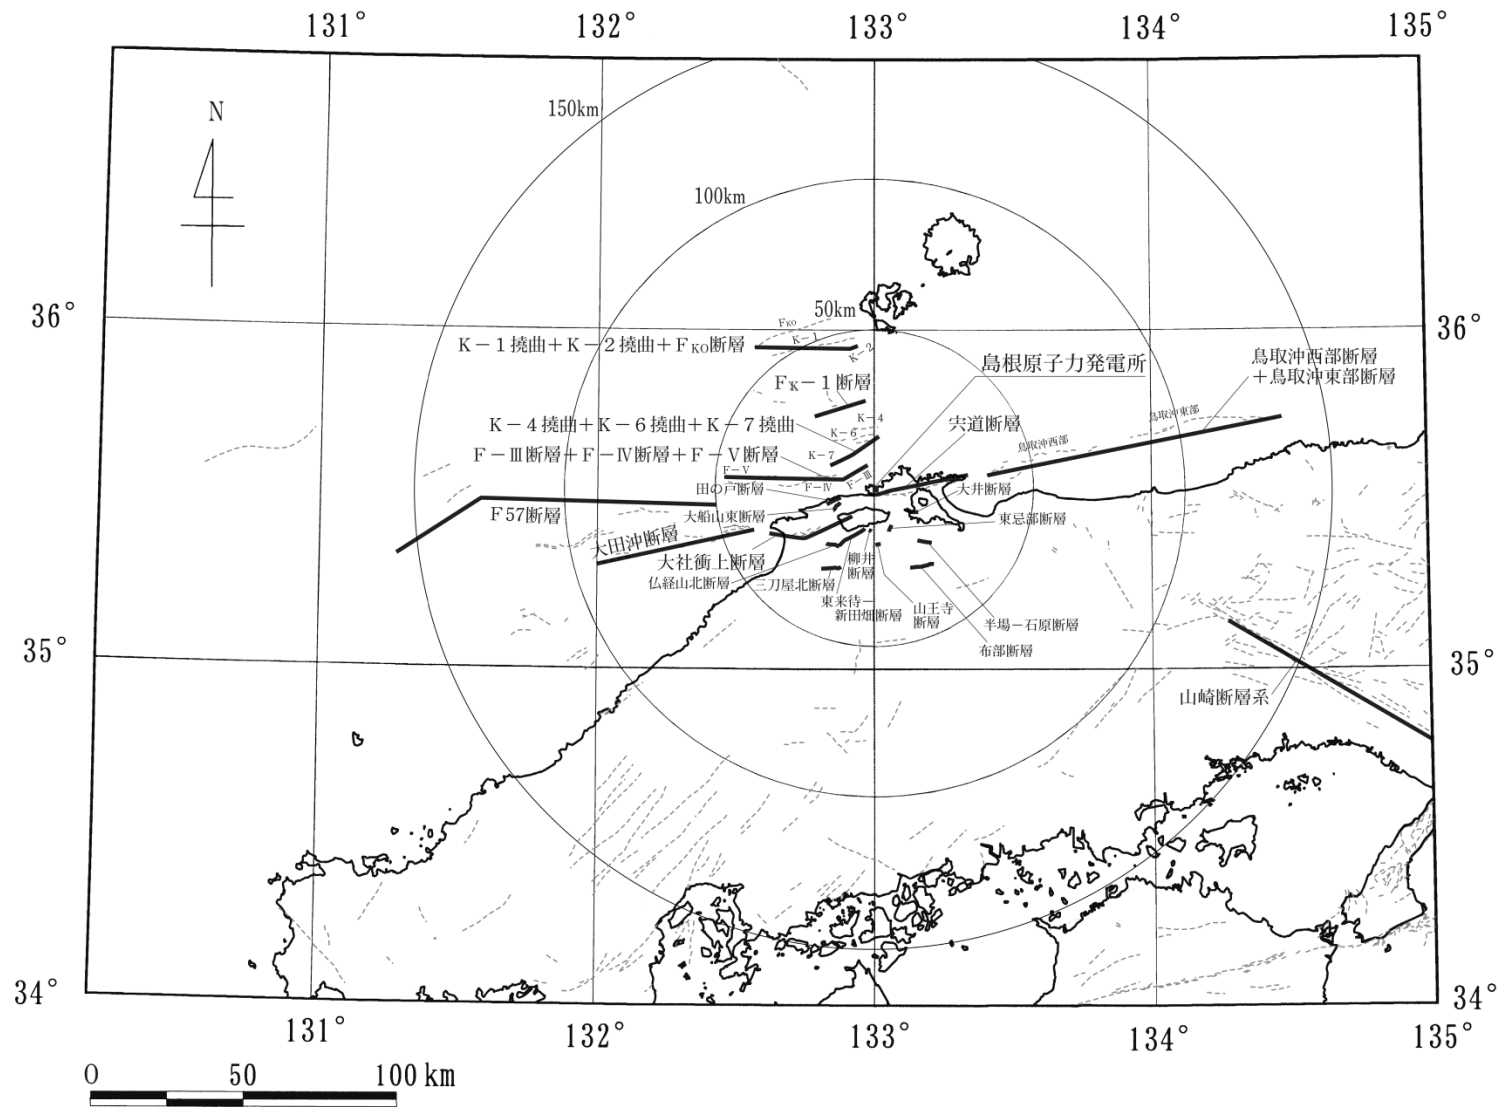 131° 132° 133° 134° 135°
N
150km
100km
50km
36°
36°
FKO
K-1
K-2
K-1撓曲+K-2撓曲+FKO断層
島根原子力発電所
鳥取沖西部断層
+鳥取沖東部断層
FK-1断層
K-4
鳥取沖東部
K-4撓曲+K-6撓曲+K-7撓曲
K-6
宍道断層
鳥取沖西部
K-7
F-Ⅲ断層+F-Ⅳ断層+F-Ⅴ断層
F-Ⅴ
F-Ⅲ
F-Ⅳ
田の戸断層
大井断層
F57断層
大船山東断層
東忌部断層
大田沖断層
大社衝上断層
柳井
断層
仏経山北断層
三刀屋北断層
東来待-
新田畑断層
山王寺
断層
半場-石原断層
布部断層
35°
35°
山崎断層系
34°
34°
131° 132° 133° 134° 135°
0 50 100 km